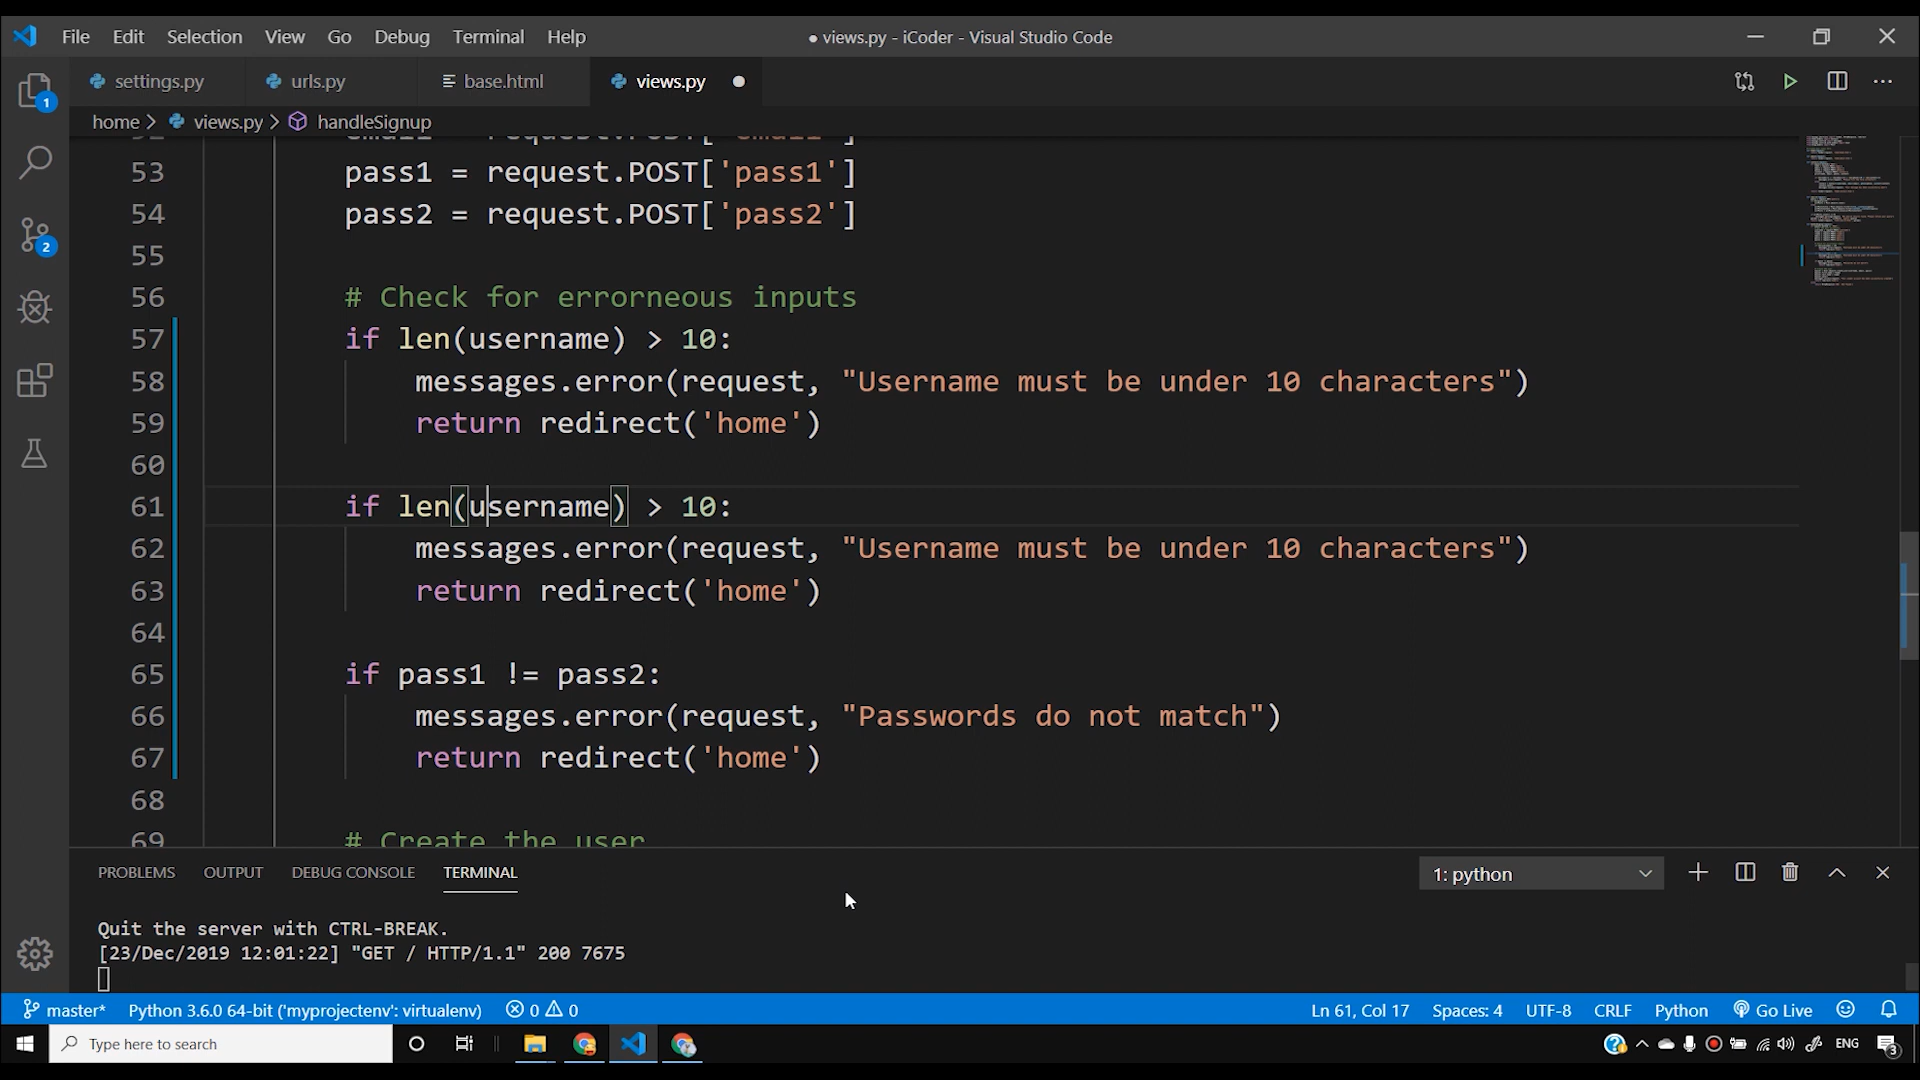 File Edit Selection View Go Debug Terminal Help ● views.py - iCoder - Visual Studio Code
settings.py urls.py base.html views.py
home > views.py > handleSignup
1
2
53 pass1 = request.POST['pass1']
54 pass2 = request.POST['pass2']
55
56 # Check for errorneous inputs
57 if len(username) > 10:
58 messages.error(request, "Username must be under 10 characters")
59 return redirect('home')
60
61 if len(username) > 10:
62 messages.error(request, "Username must be under 10 characters")
63 return redirect('home')
64
65 if pass1 != pass2:
66 messages.error(request, "Passwords do not match")
67 return redirect('home')
68
69 # Create the user
PROBLEMS OUTPUT DEBUG CONSOLE TERMINAL 1: python
Quit the server with CTRL-BREAK.
[23/Dec/2019 12:01:22] "GET / HTTP/1.1" 200 7675
master* Python 3.6.0 64-bit ('myprojectenv': virtualenv) 0 0 Ln 61, Col 17 Spaces: 4 UTF-8 CRLF Python Go Live
Type here to search ENG 3